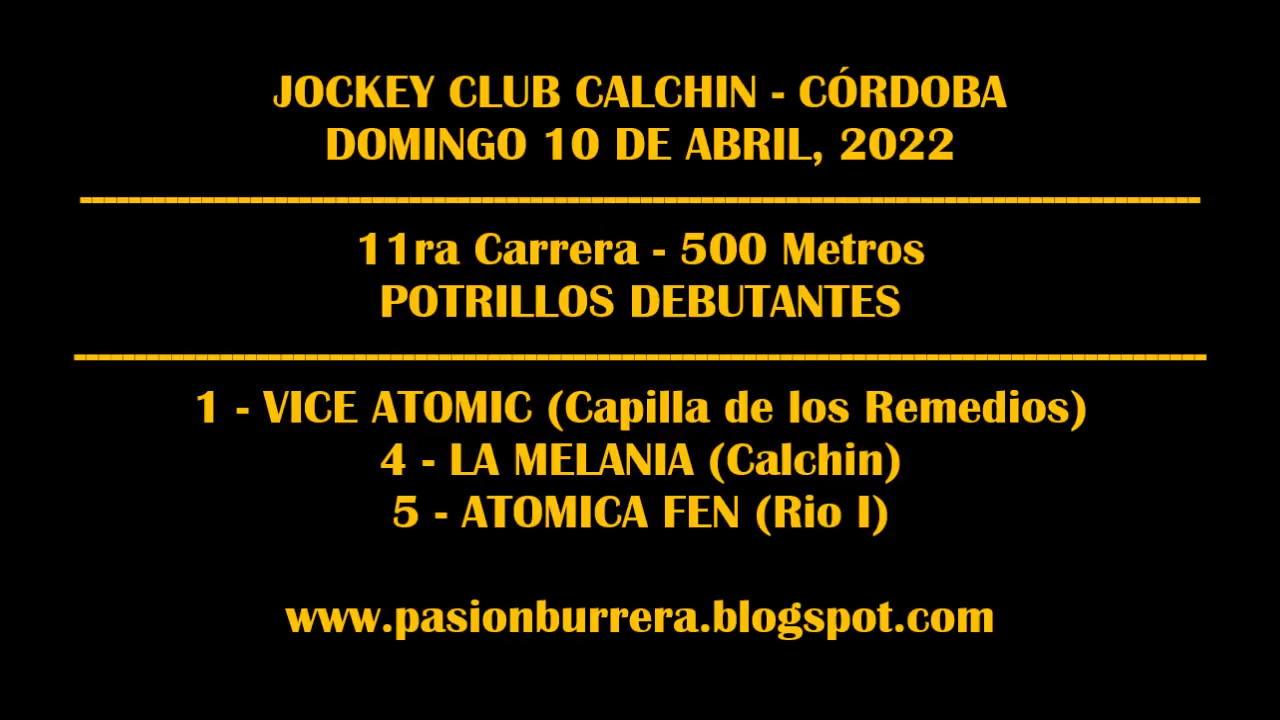 JOCKEY CLUB CALCHIN - CÓRDOBA
DOMINGO 10 DE ABRIL, 2022
11ra Carrera - 500 Metros
POTRILLOS DEBUTANTES
1 - VICE ATOMIC (Capilla de los Remedios)
4 - LA MELANIA (Calchin)
5 - ATOMICA FEN (Rio I)
www.pasionburrera.blogspot.com